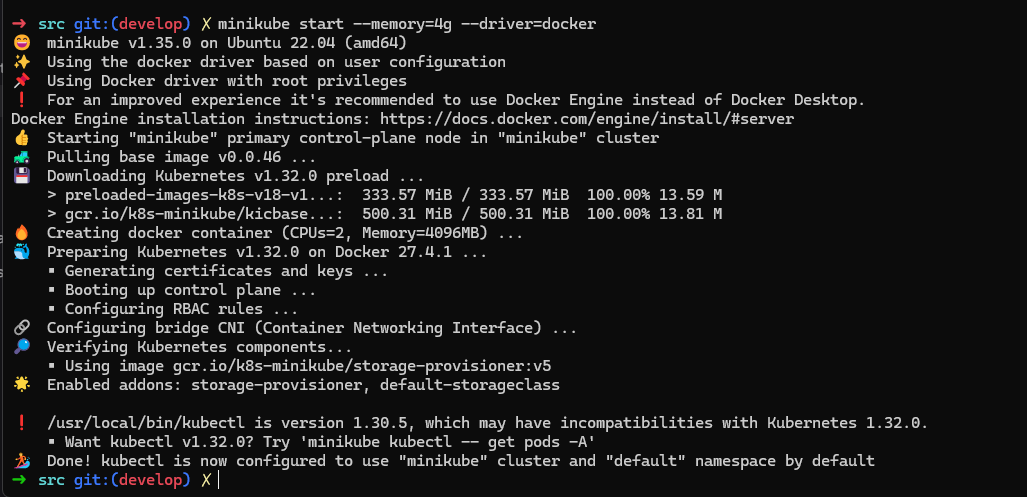 → src git:(develop) ✗ minikube start --memory=4g --driver=docker
😄 minikube v1.35.0 on Ubuntu 22.04 (amd64)
✨ Using the docker driver based on user configuration
📌 Using Docker driver with root privileges
❗ For an improved experience it's recommended to use Docker Engine instead of Docker Desktop.
Docker Engine installation instructions: https://docs.docker.com/engine/install/#server
👍 Starting "minikube" primary control-plane node in "minikube" cluster
🚜 Pulling base image v0.0.46 ...
💾 Downloading Kubernetes v1.32.0 preload ...
> preloaded-images-k8s-v18-v1...: 333.57 MiB / 333.57 MiB 100.00% 13.59 M
> gcr.io/k8s-minikube/kicbase...: 500.31 MiB / 500.31 MiB 100.00% 13.81 M
🔥 Creating docker container (CPUs=2, Memory=4096MB) ...
🐳 Preparing Kubernetes v1.32.0 on Docker 27.4.1 ...
▪ Generating certificates and keys ...
▪ Booting up control plane ...
▪ Configuring RBAC rules ...
🔗 Configuring bridge CNI (Container Networking Interface) ...
🔎 Verifying Kubernetes components...
▪ Using image gcr.io/k8s-minikube/storage-provisioner:v5
🌟 Enabled addons: storage-provisioner, default-storageclass
❗ /usr/local/bin/kubectl is version 1.30.5, which may have incompatibilities with Kubernetes 1.32.0.
▪ Want kubectl v1.32.0? Try 'minikube kubectl -- get pods -A'
🏄 Done! kubectl is now configured to use "minikube" cluster and "default" namespace by default
→ src git:(develop) ✗